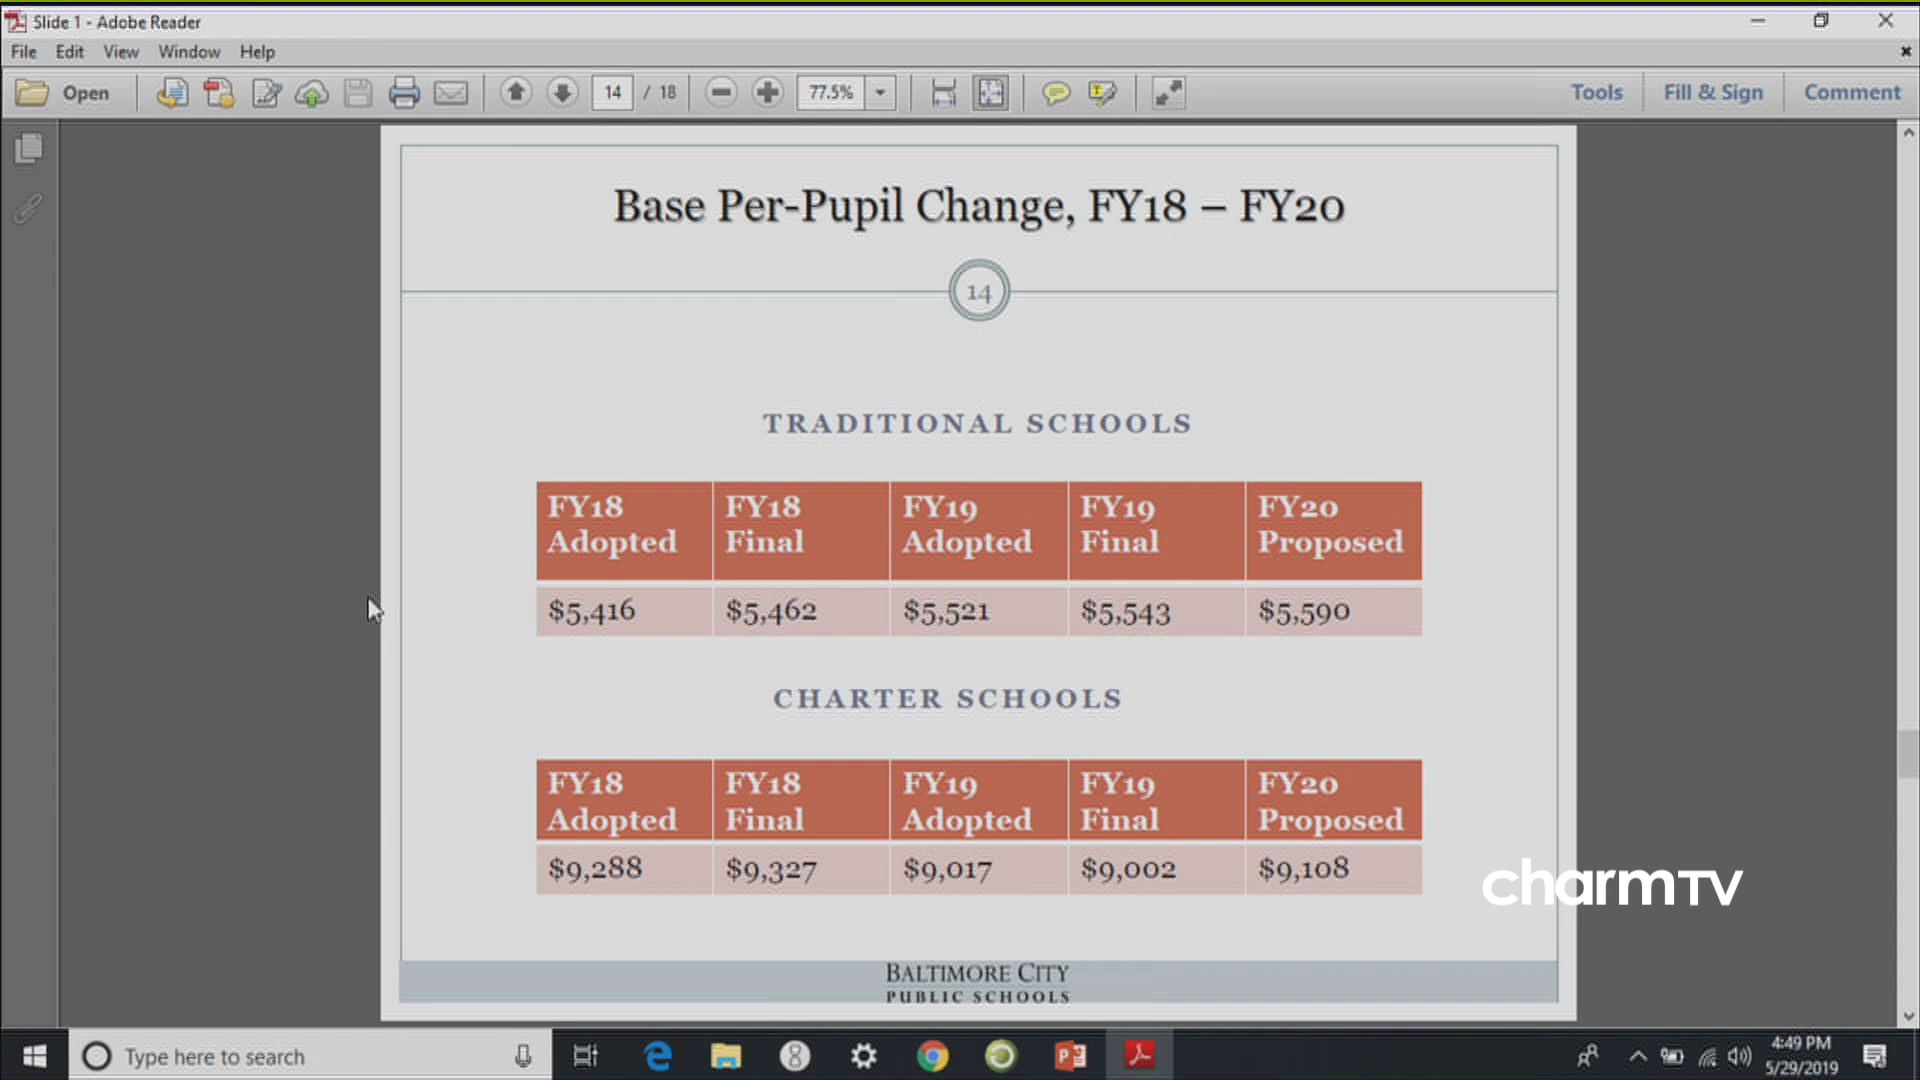 Slide 1 - Adobe Reader
File Edit View Window Help
Open 14 / 18 77.5% Tools Fill & Sign Comment
Base Per-Pupil Change, FY18 – FY20
14
TRADITIONAL SCHOOLS
FY18 FY18 FY19 FY19 FY20
Adopted Final Adopted Final Proposed
$5,416 $5,462 $5,521 $5,543 $5,590
CHARTER SCHOOLS
FY18 FY18 FY19 FY19 FY20
Adopted Final Adopted Final Proposed
$9,288 $9,327 $9,017 $9,002 $9,108
charmTV
BALTIMORE CITY
PUBLIC SCHOOLS
Type here to search
4:49 PM
5/29/2019